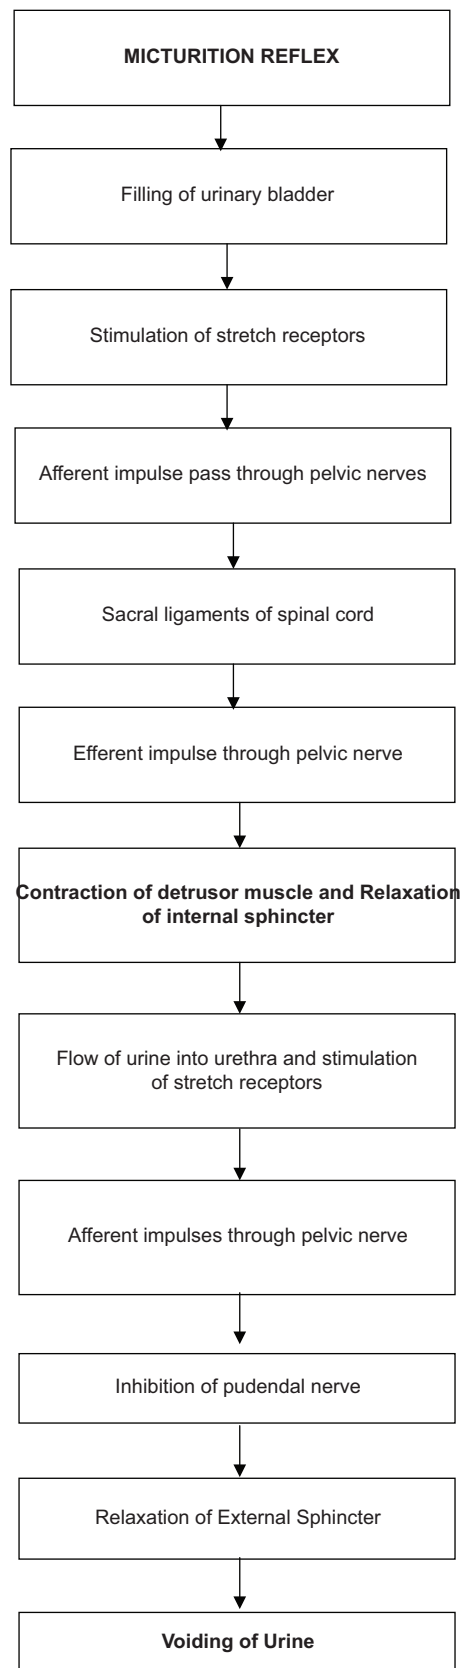 MICTURITION REFLEX
Filling of urinary bladder
Stimulation of stretch receptors
Afferent impulse pass through pelvic nerves
Sacral ligaments of spinal cord
Efferent impulse through pelvic nerve
Contraction of detrusor muscle and Relaxation
of internal sphincter
Flow of urine into urethra and stimulation
of stretch receptors
Afferent impulses through pelvic nerve
Inhibition of pudendal nerve
Relaxation of External Sphincter
Voiding of Urine